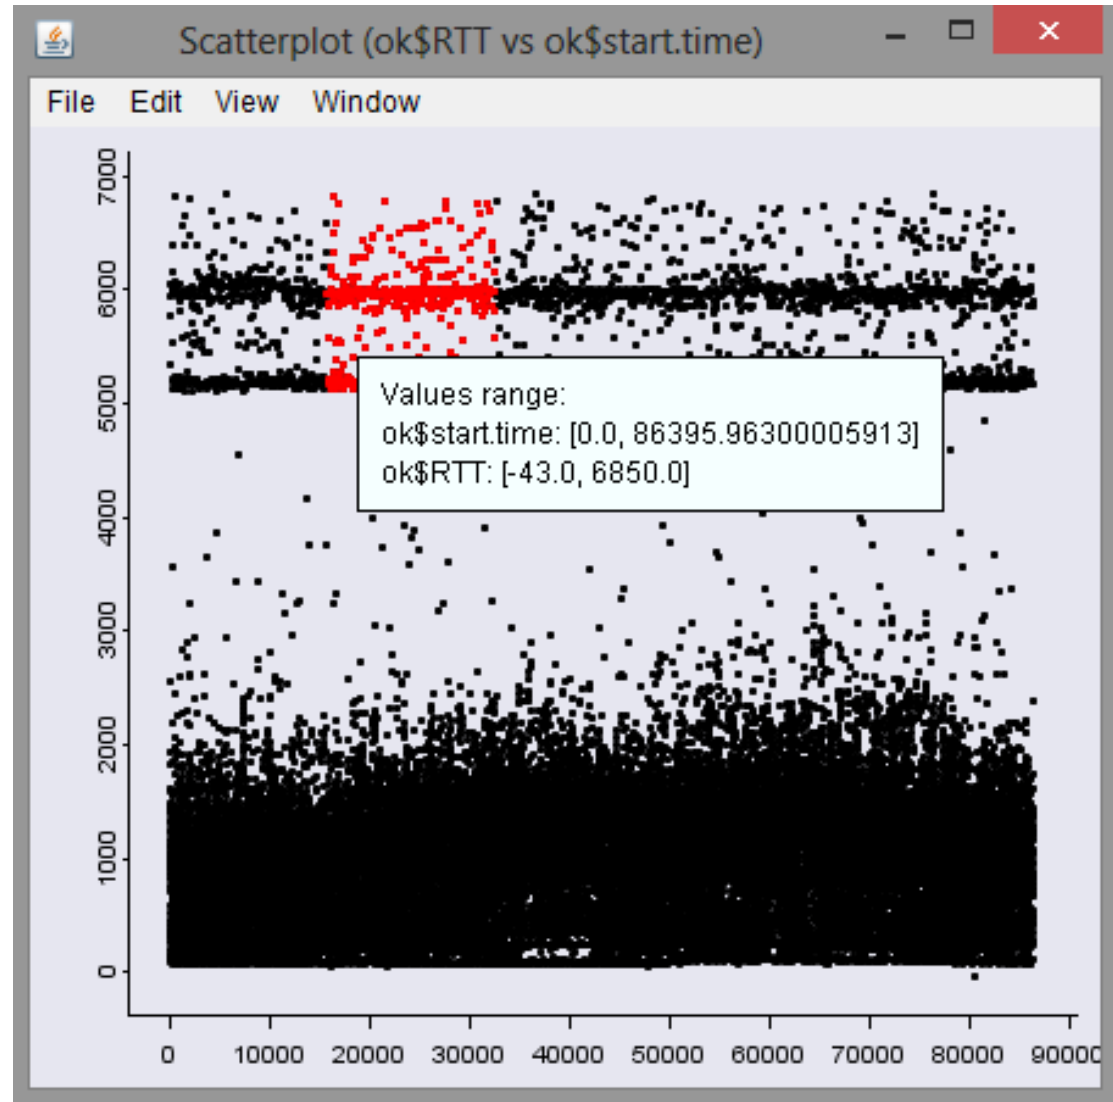 Scatterplot (ok$RTT vs ok$start.time)
File Edit View Window
7000
6000
5000
4000
3000
2000
1000
0
Values range:
ok$start.time: [0.0, 86395.96300005913]
ok$RTT: [-43.0, 6850.0]
0 10000 20000 30000 40000 50000 60000 70000 80000 90000